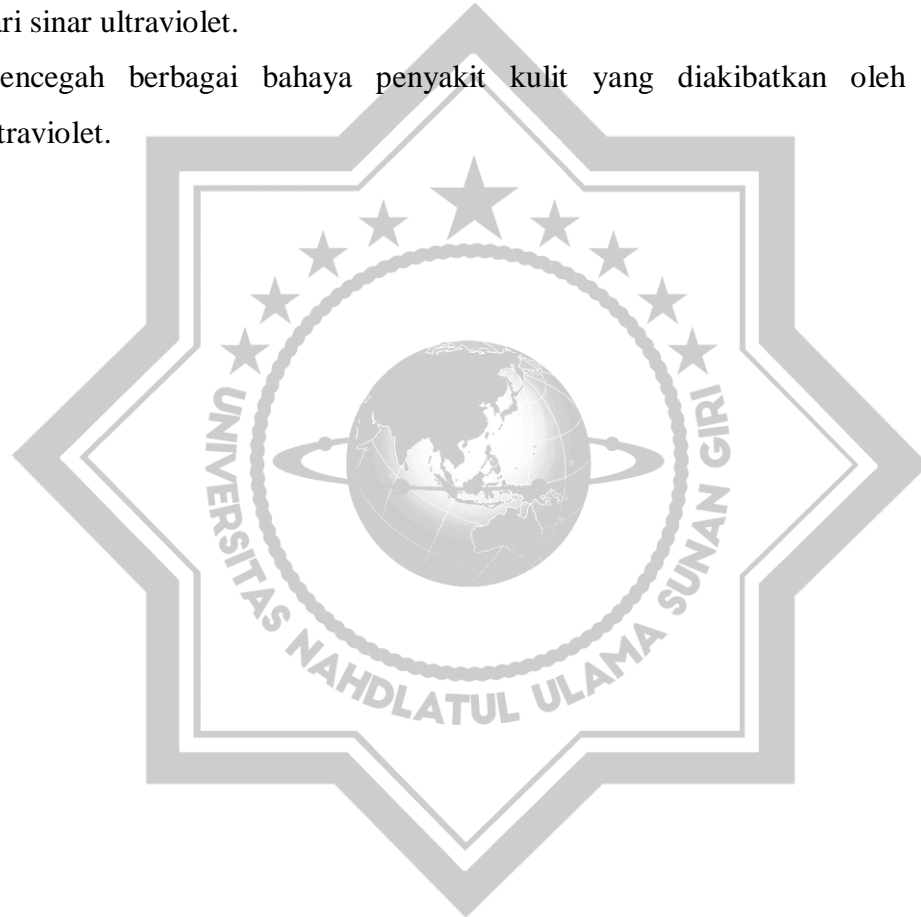 ari sinar ultraviolet.
encegah berbagai bahaya penyakit kulit yang diakibatkan oleh
traviolet.
UNIVERSITAS NAHDLATUL ULAMA SUNAN GIRI